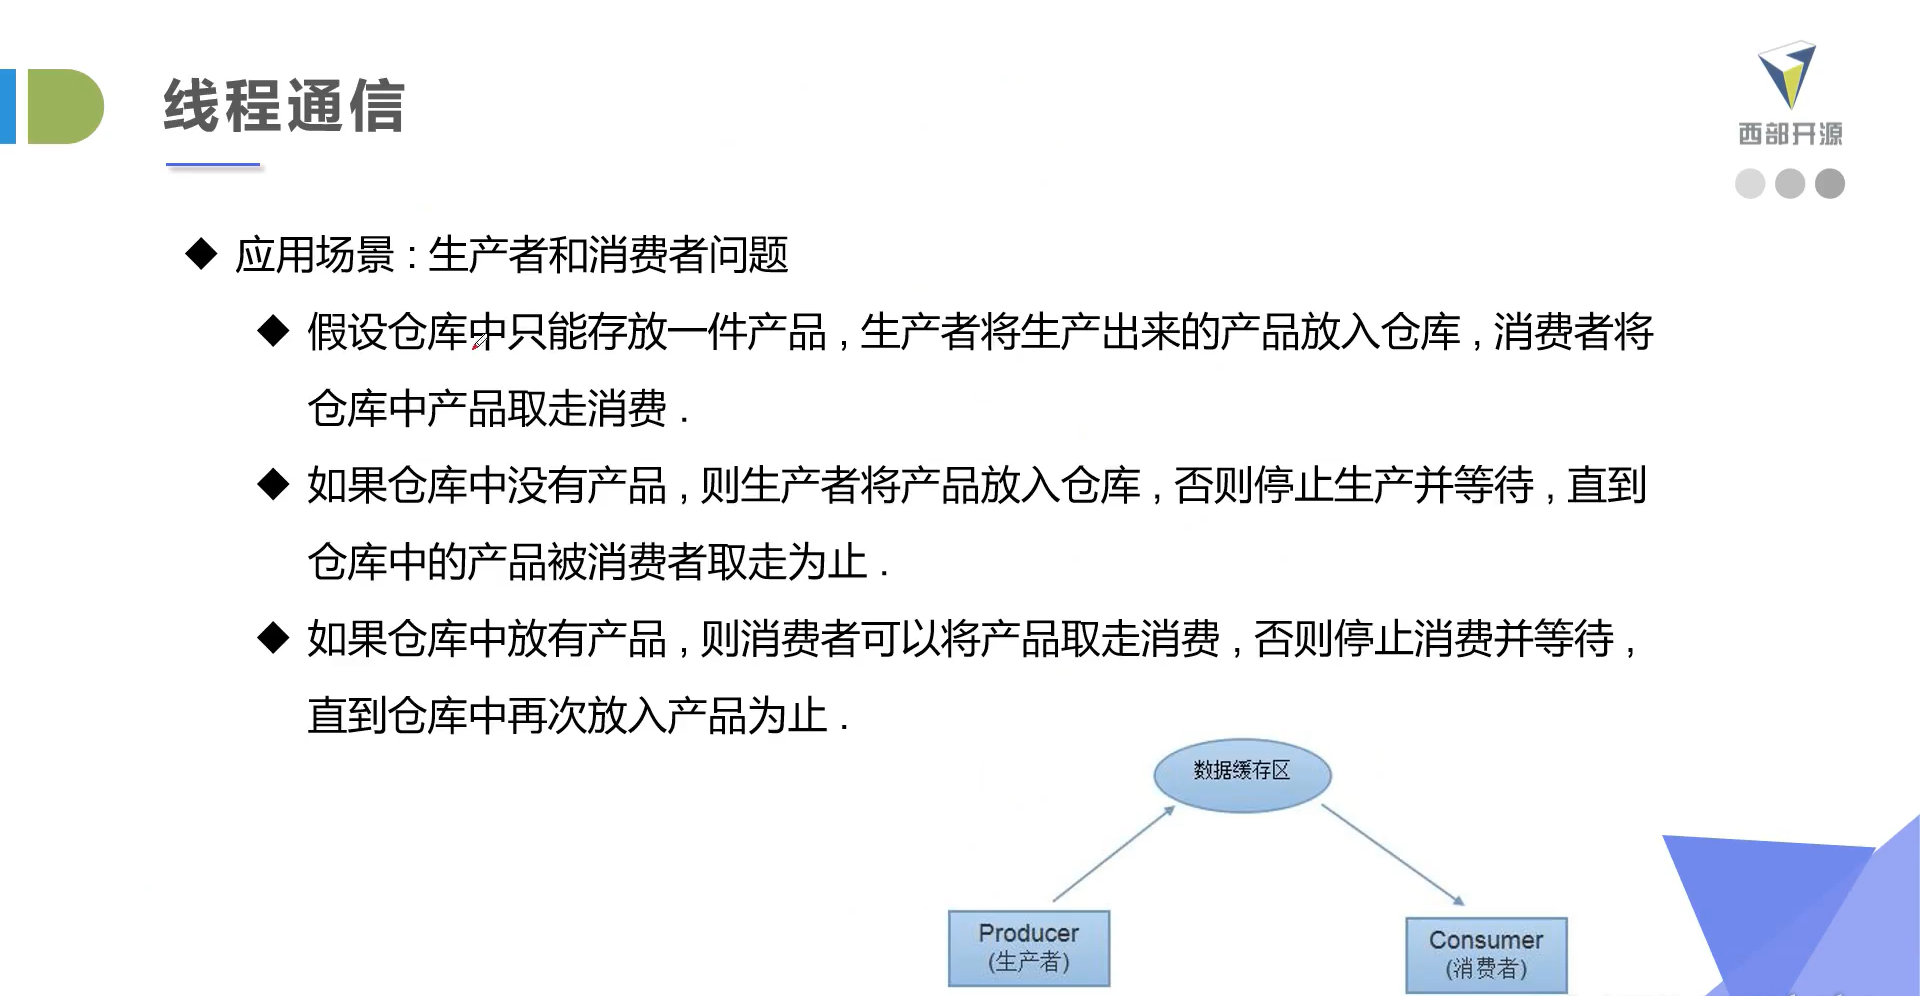 线程通信
西部开源
◆ 应用场景 : 生产者和消费者问题
◆ 假设仓库中只能存放一件产品 , 生产者将生产出来的产品放入仓库 , 消费者将
仓库中产品取走消费 .
◆ 如果仓库中没有产品 , 则生产者将产品放入仓库 , 否则停止生产并等待 , 直到
仓库中的产品被消费者取走为止 .
◆ 如果仓库中放有产品 , 则消费者可以将产品取走消费 , 否则停止消费并等待 ,
直到仓库中再次放入产品为止 .
数据缓存区
Producer
(生产者)
Consumer
(消费者)